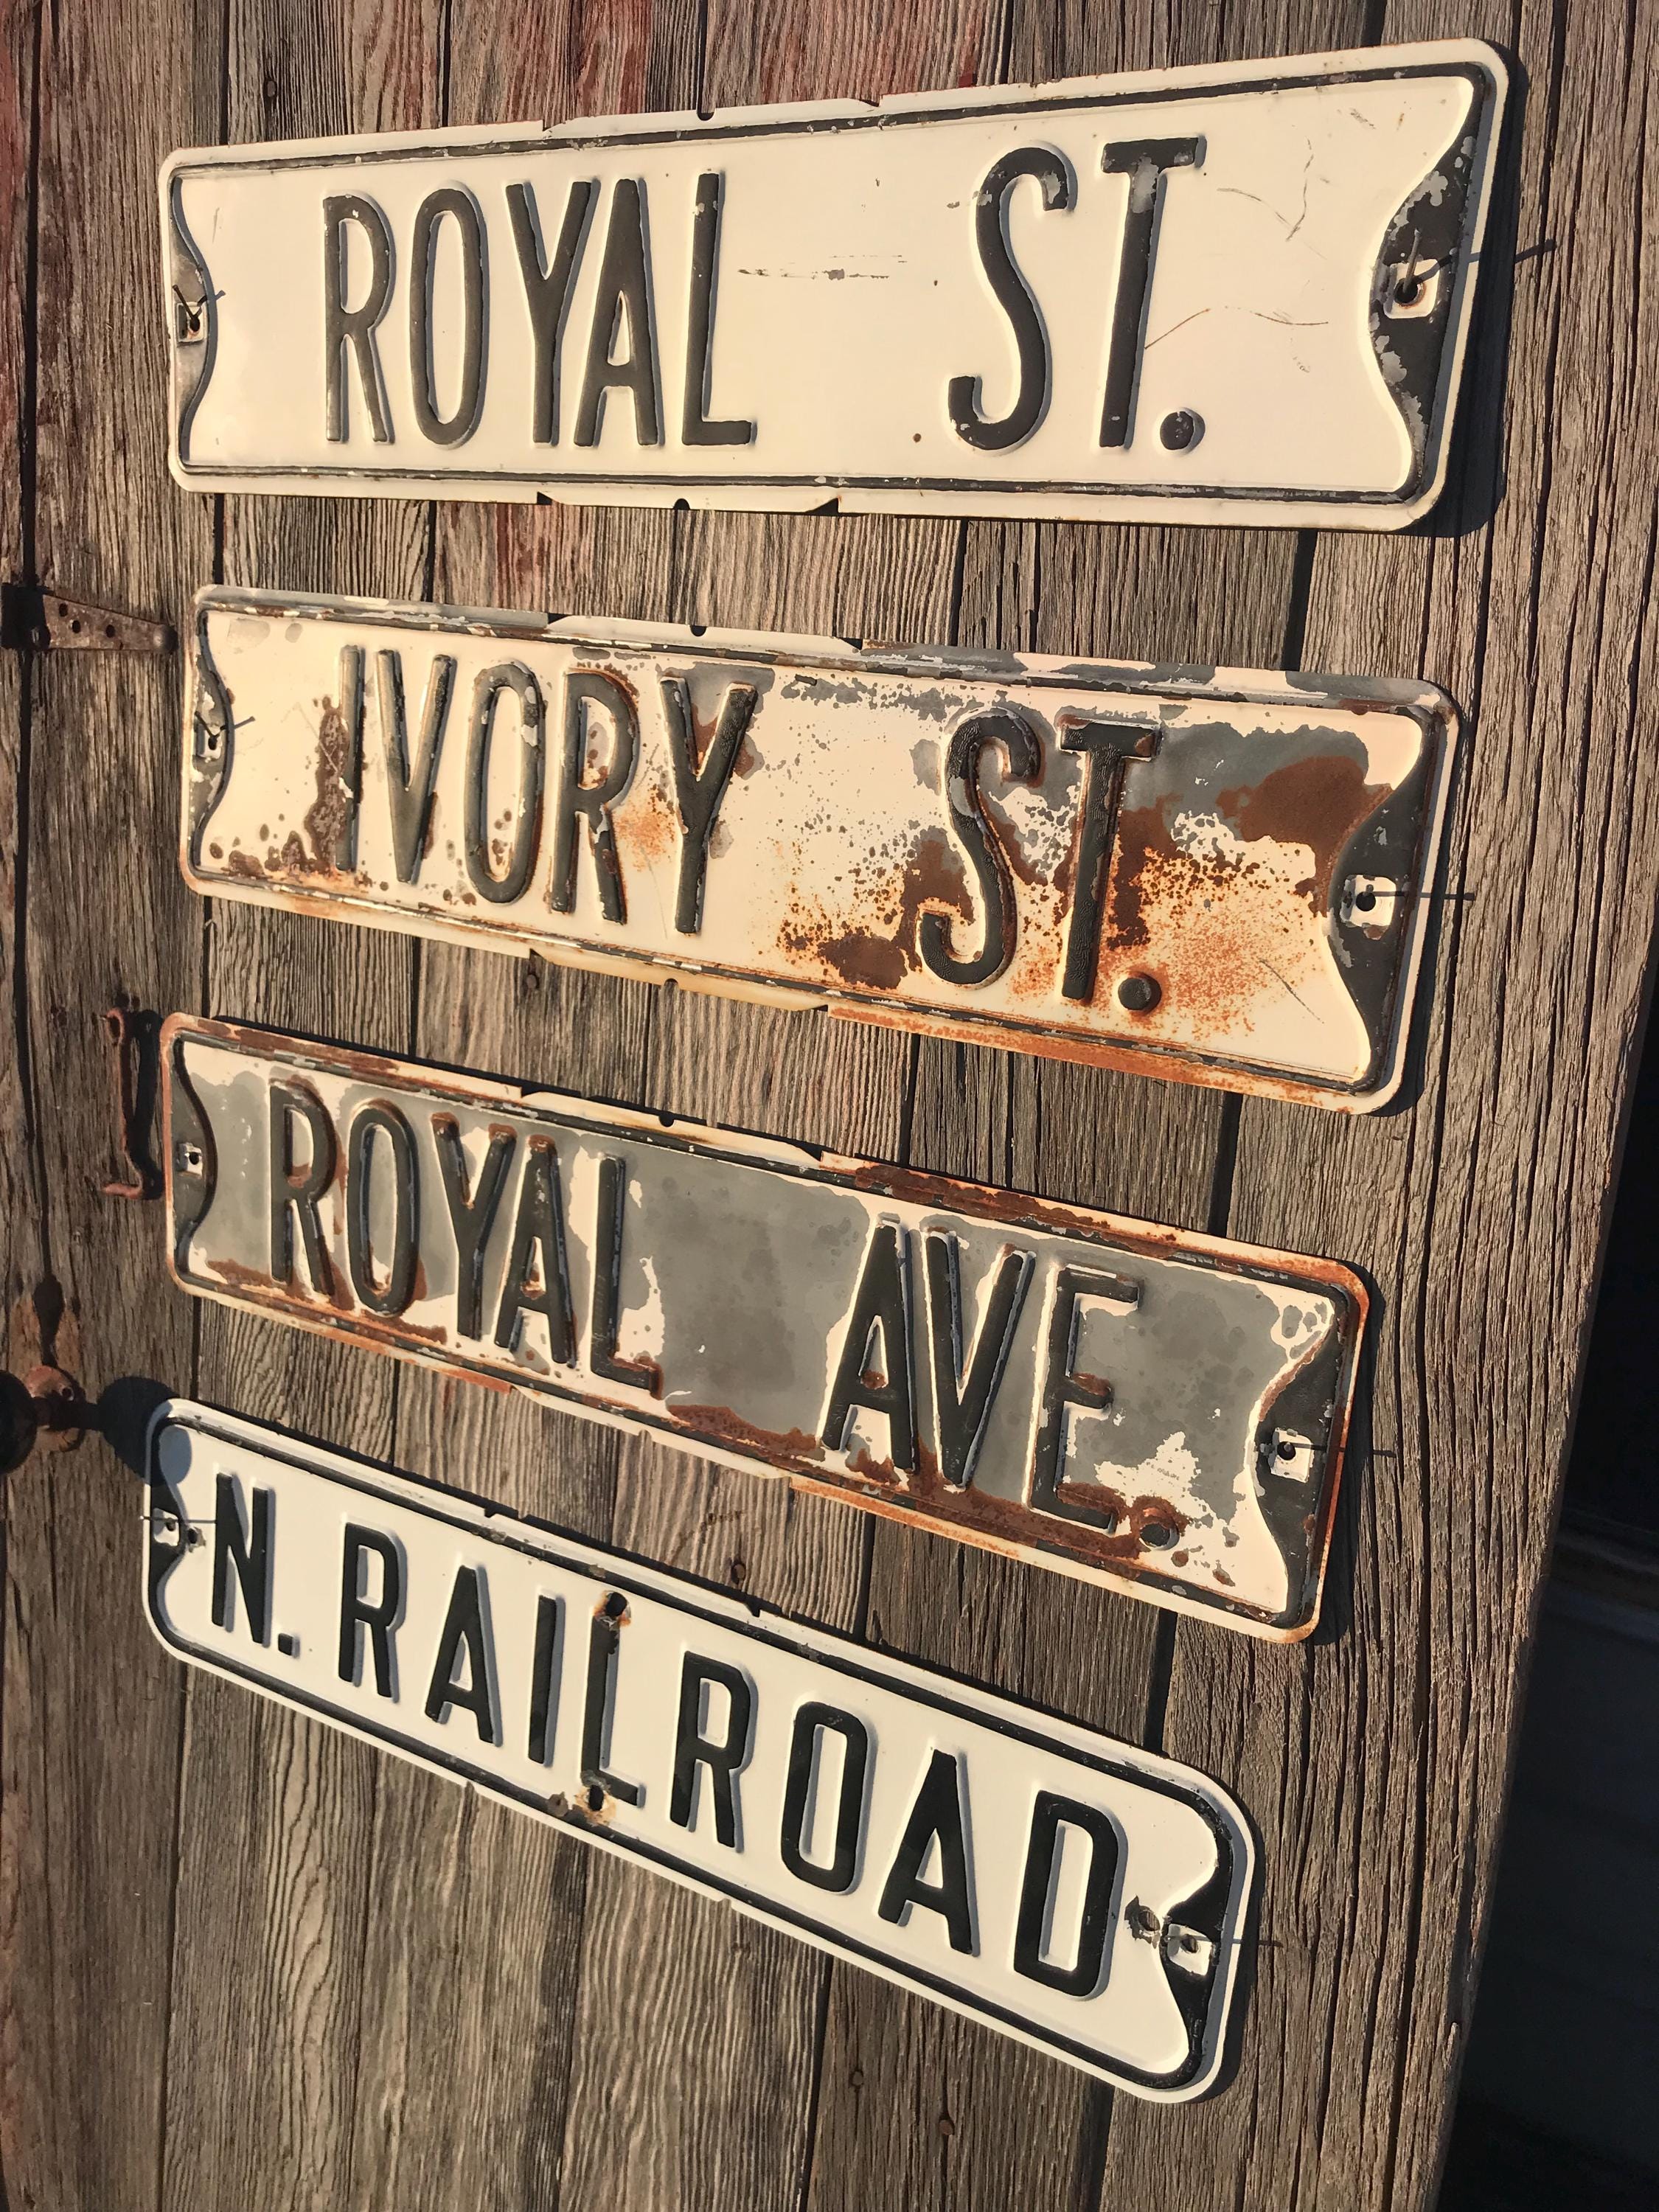 ROYAL ST.
IVORY ST.
ROYAL AVE.
N. RAILROAD